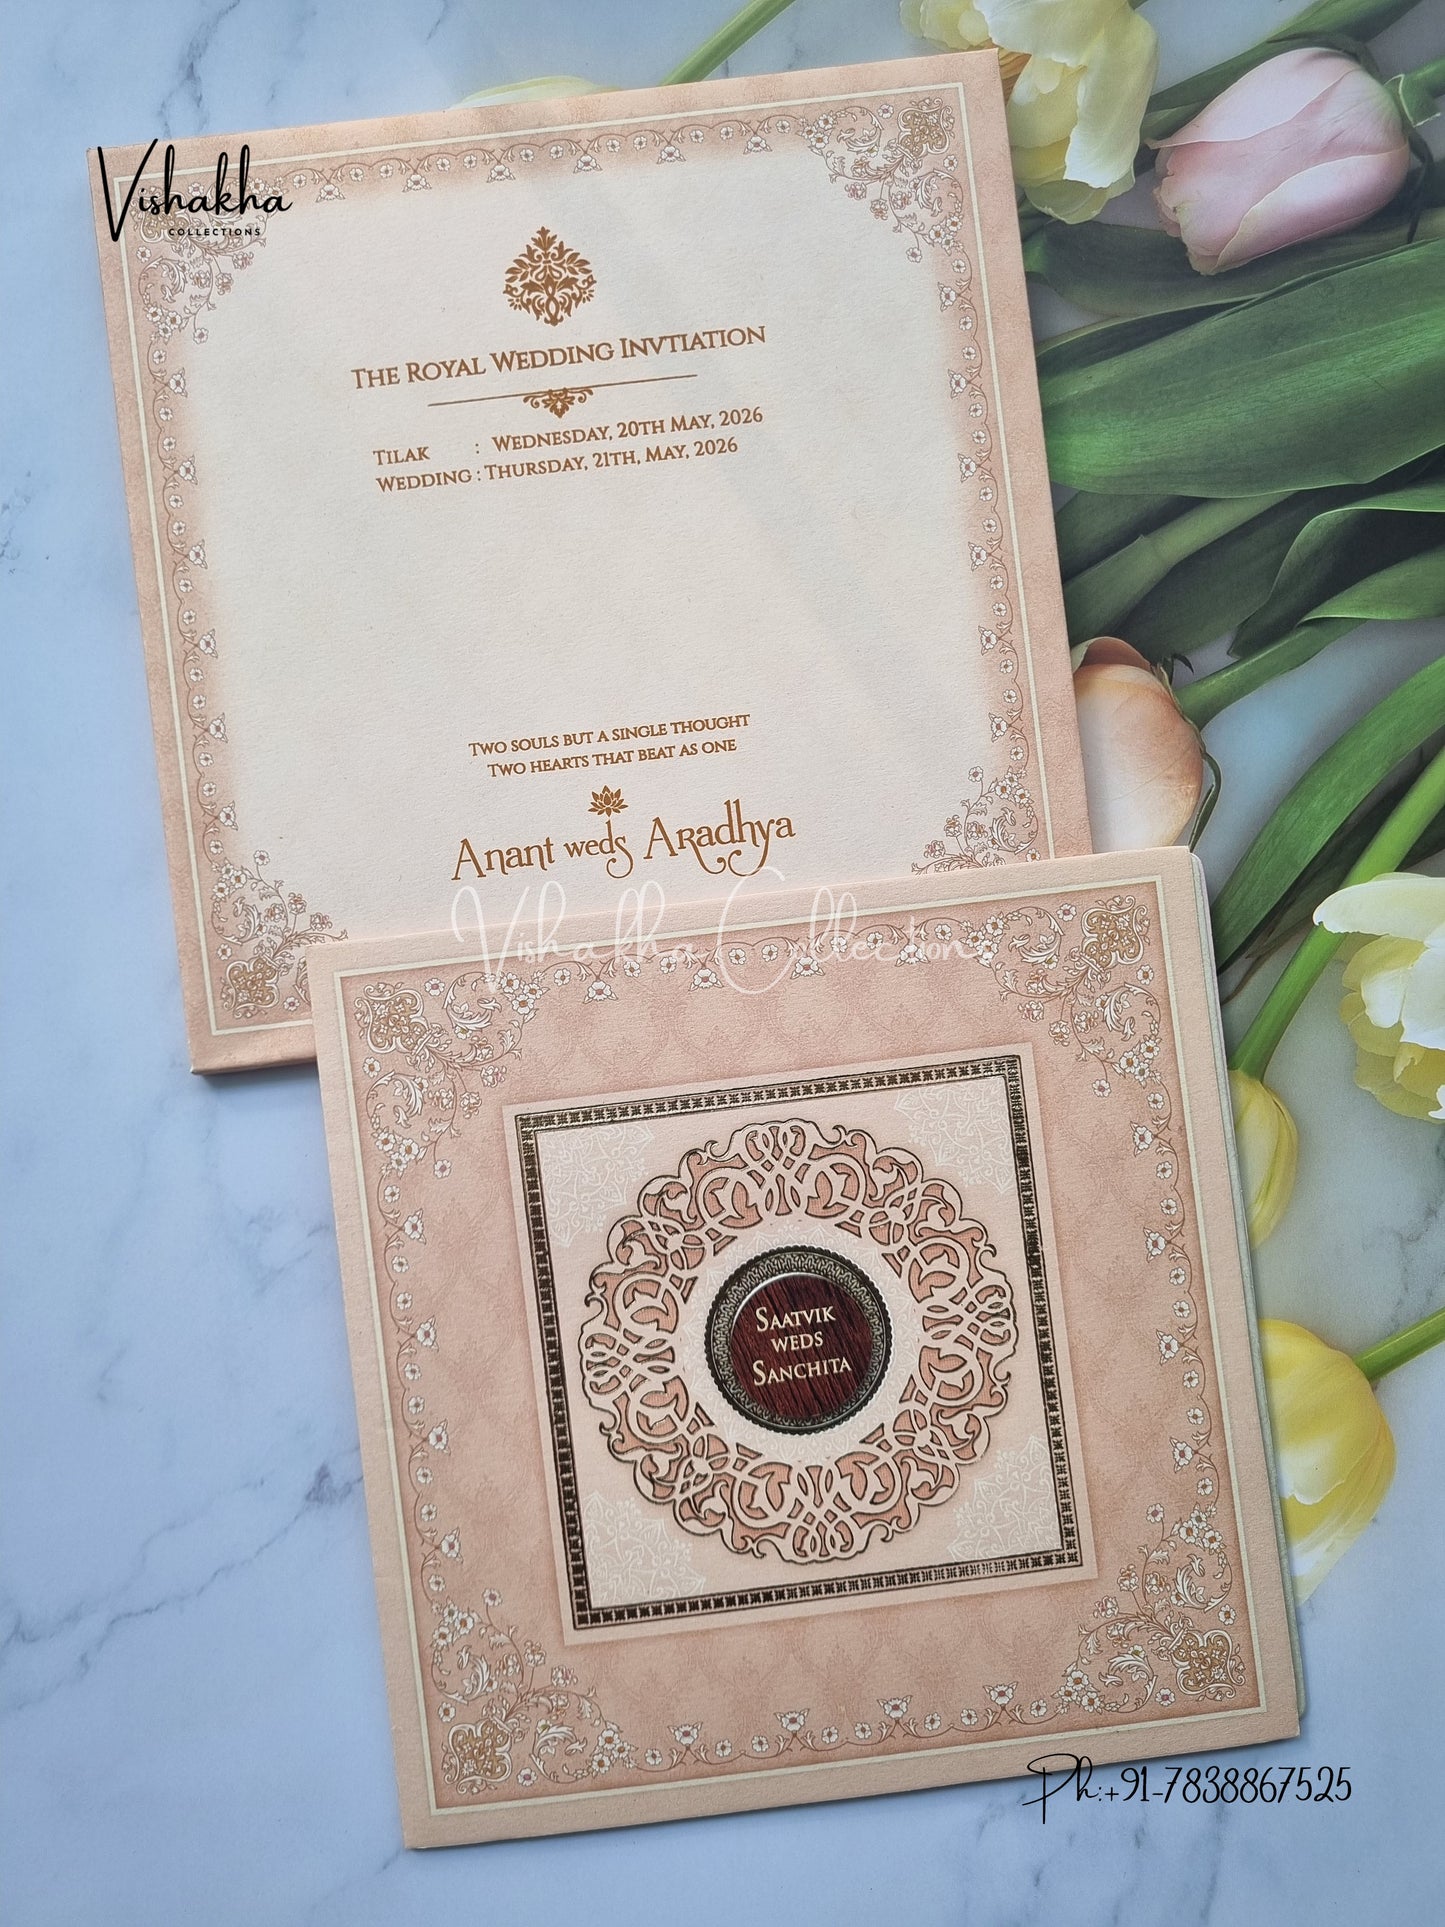 Vishakha
COLLECTIONS
THE ROYAL WEDDING INVTIATION
TILAK : WEDNESDAY, 20TH MAY, 2026
WEDDING : THURSDAY, 21TH, MAY, 2026
TWO SOULS BUT A SINGLE THOUGHT
TWO HEARTS THAT BEAT AS ONE
Anant weds Aradhya
Vishakha Collections
SAATVIK
WEDS
SANCHITA
Ph:+91-7838867525